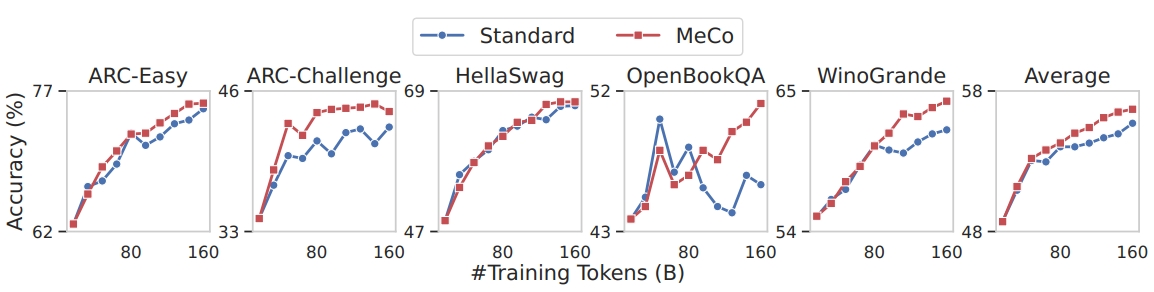 Standard MeCo
ARC-Easy ARC-Challenge HellaSwag OpenBookQA WinoGrande Average
77 46 69 52 65 58
Accuracy (%)
62 33 47 43 54 48
80 160 80 160 80 160 80 160 80 160 80 160
#Training Tokens (B)